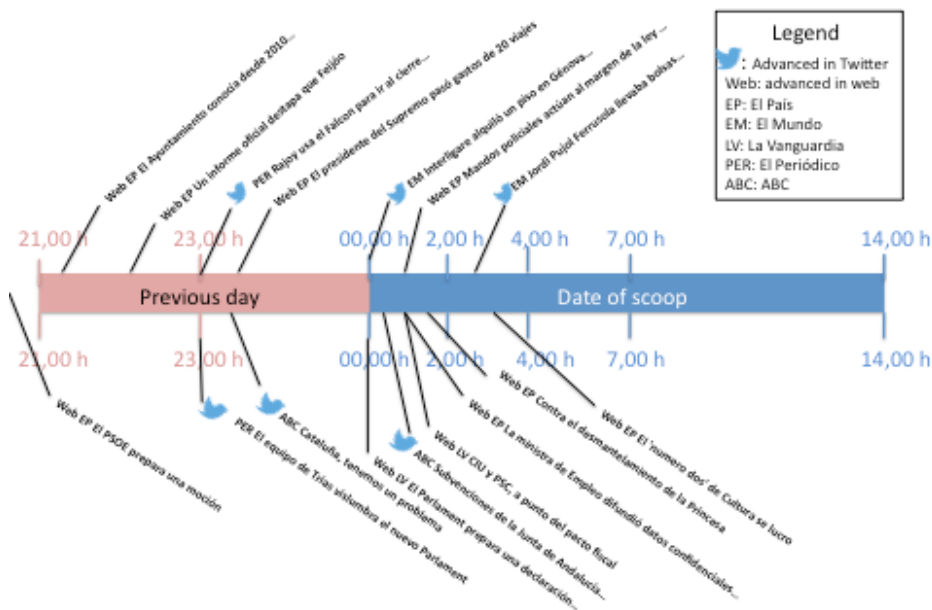 Legend
: Advanced in Twitter
Web: advanced in web
EP: El País
EM: El Mundo
LV: La Vanguardia
PER: El Periódico
ABC: ABC
Web EP El Ayuntamiento conocía desde 2010...
Web EP Un informe oficial destapa que Feijóo
PER Rajoy usa el Falcon para ir al cierre...
Web EP El presidente del Supremo pasó gastos de 20 viajes
EM Interligare alquiló un piso en Génova...
Web EP Mandos policiales actúan al margen de la ley ...
EM Jordi Pujol Ferrusola llevaba bolsas...
21,00 h
23,00 h
00,00 h
2,00 h
4,00 h
7,00 h
14,00 h
Previous day
Date of scoop
21,00 h
23,00 h
00,00 h
2,00 h
4,00 h
7,00 h
14,00 h
Web EP El PSOE prepara una moción
PER El equipo de Trias vislumbra el nuevo Parlament
ABC Cataluña, tenemos un problema
Web LV El Parlament prepara una declaración...
ABC Subvenciones de la Junta de Andalucía...
Web LV CIU y PSC, a punto del pacto fiscal
Web EP La ministra de Empleo difundió datos confidenciales...
Web EP Contra el desmantelamiento de la Princesa
Web EP El 'numero dos' de Cultura se lucro